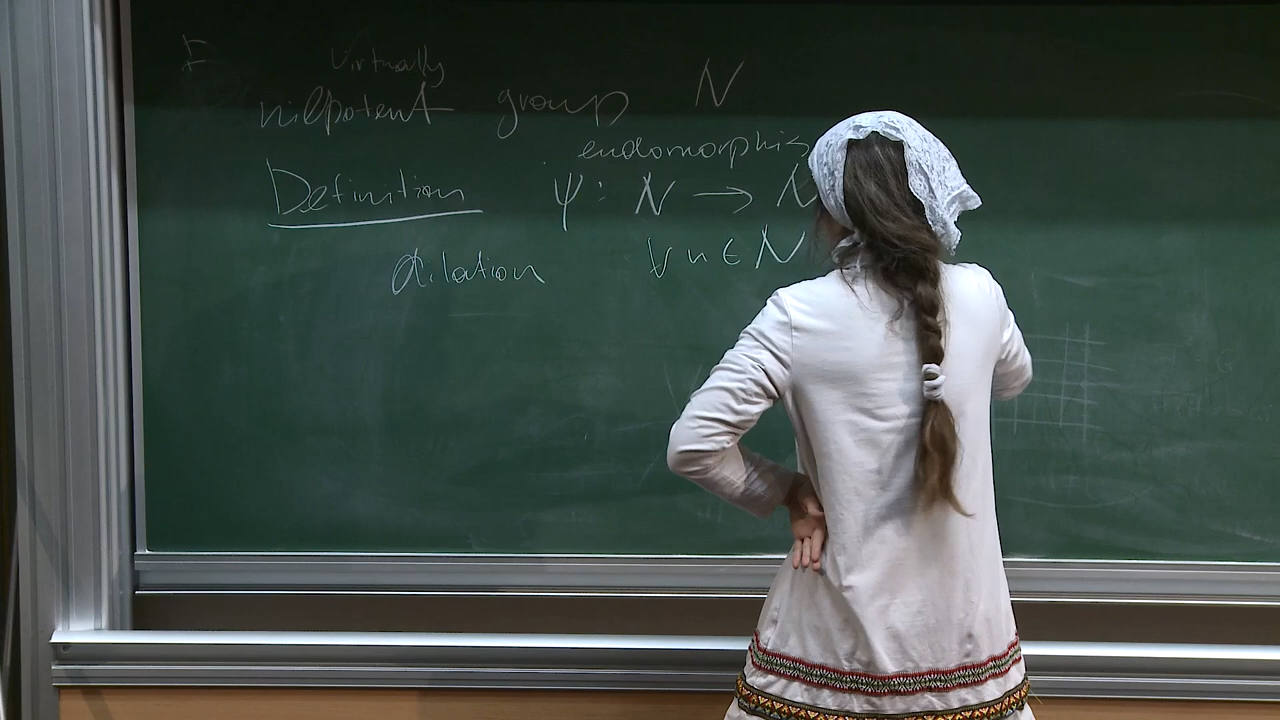 virtually
nilpotent group N
endomorphis
Definition ψ : N → N
dilation ∀ n ∈ N